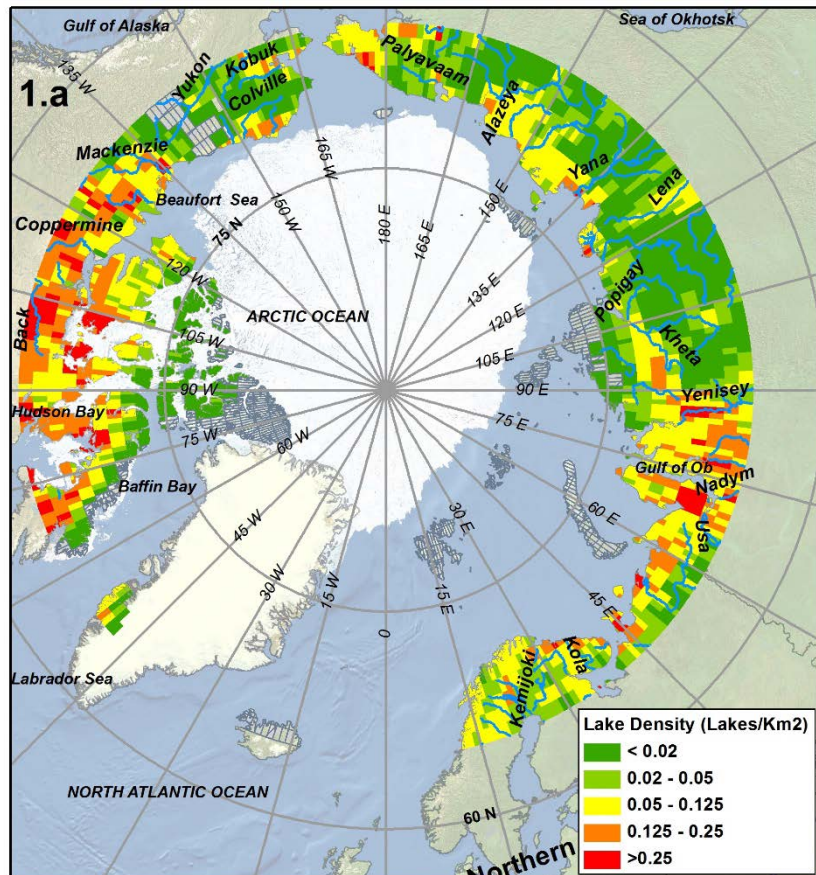 Gulf of Alaska
Sea of Okhotsk
1.a
135 W
Yukon
Kobuk
Colville
Palyavaam
Alazeya
Mackenzie
165 W
150 W
180 E
165 E
150 E
Yana
Lena
Beaufort Sea
75 N
Coppermine
120 W
135 E
Popigay
ARCTIC OCEAN
120 E
Back
105 W
105 E
Kheta
90 W
90 E
Yenisey
Hudson Bay
75 W
75 E
60 W
Gulf of Ob
Nadym
Baffin Bay
60 E
Usa
45 W
30 E
30 W
15 W
15 E
45 E
0
Kola
Kemijoki
Labrador Sea
NORTH ATLANTIC OCEAN
60 N
Northern
Lake Density (Lakes/Km2)
< 0.02
0.02 - 0.05
0.05 - 0.125
0.125 - 0.25
>0.25